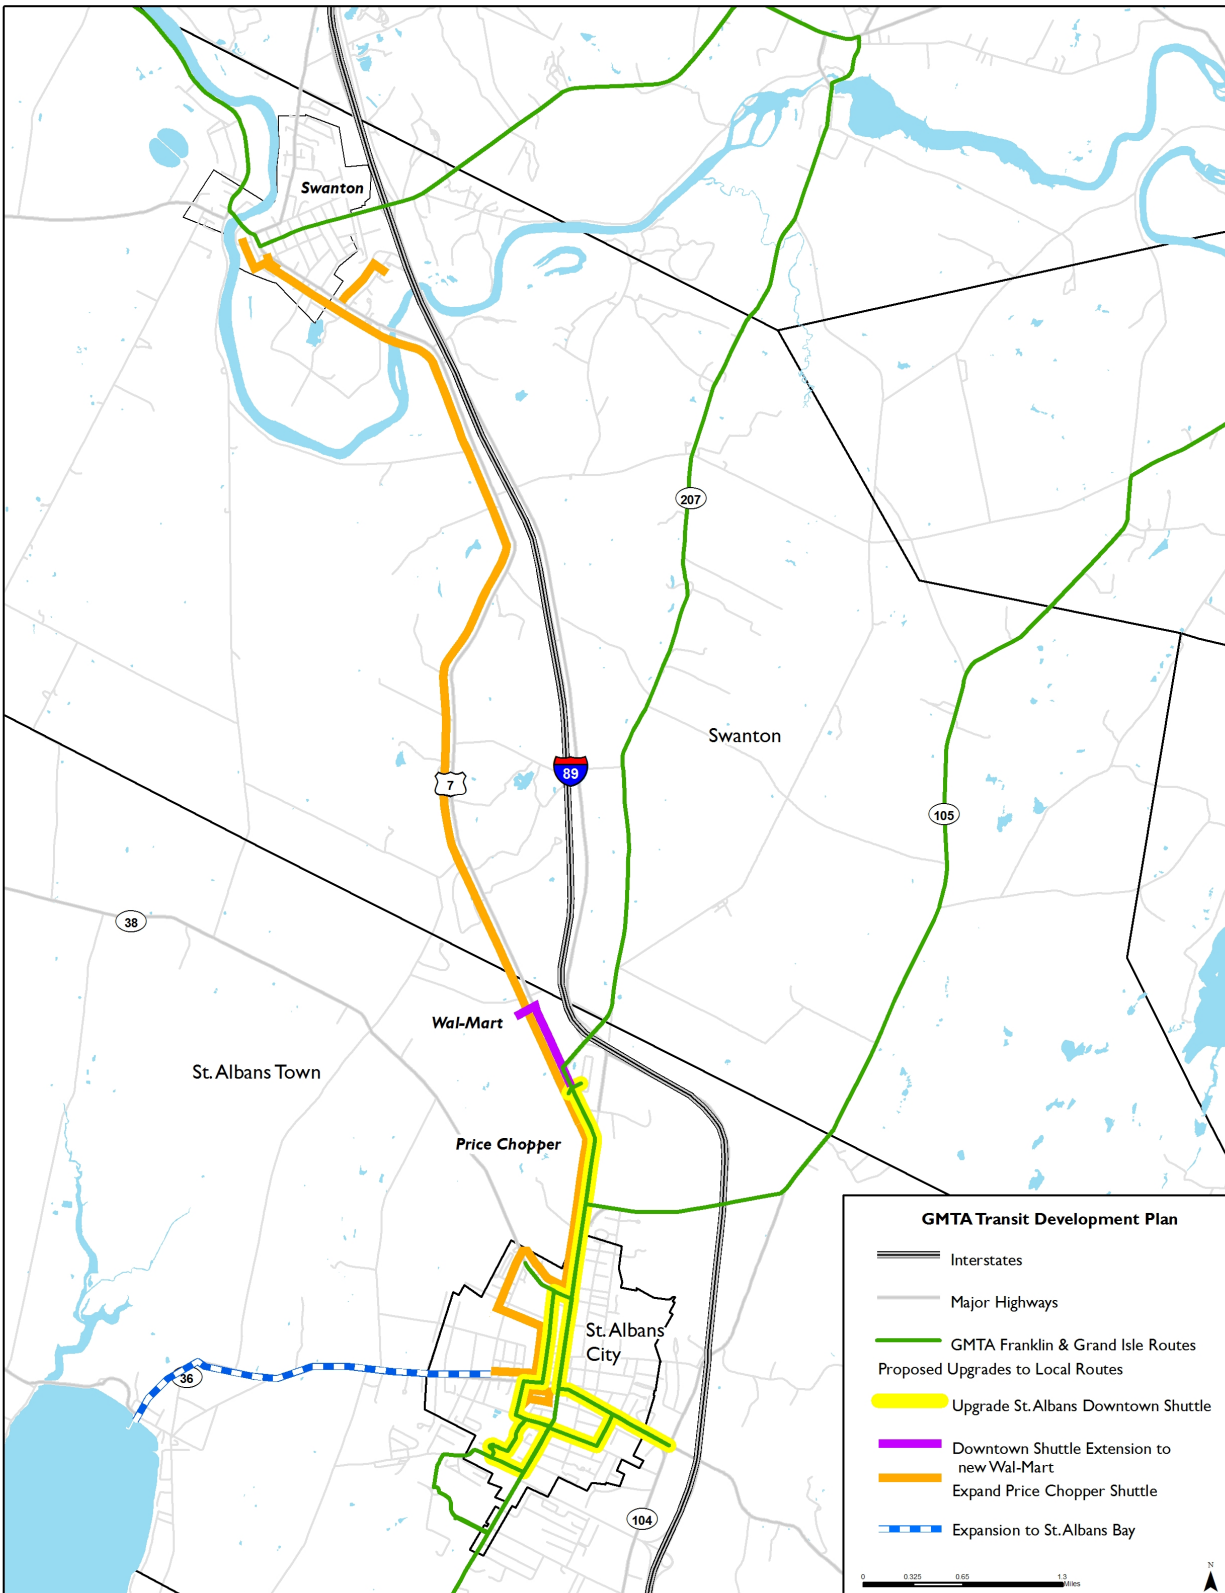 Swanton
207
Swanton
89
7
105
38
Wal-Mart
St. Albans Town
Price Chopper
St. Albans
City
36
104
GMTA Transit Development Plan
Interstates
Major Highways
GMTA Franklin & Grand Isle Routes
Proposed Upgrades to Local Routes
Upgrade St. Albans Downtown Shuttle
Downtown Shuttle Extension to
new Wal-Mart
Expand Price Chopper Shuttle
Expansion to St. Albans Bay
0 0.325 0.65 1.3
Miles
N